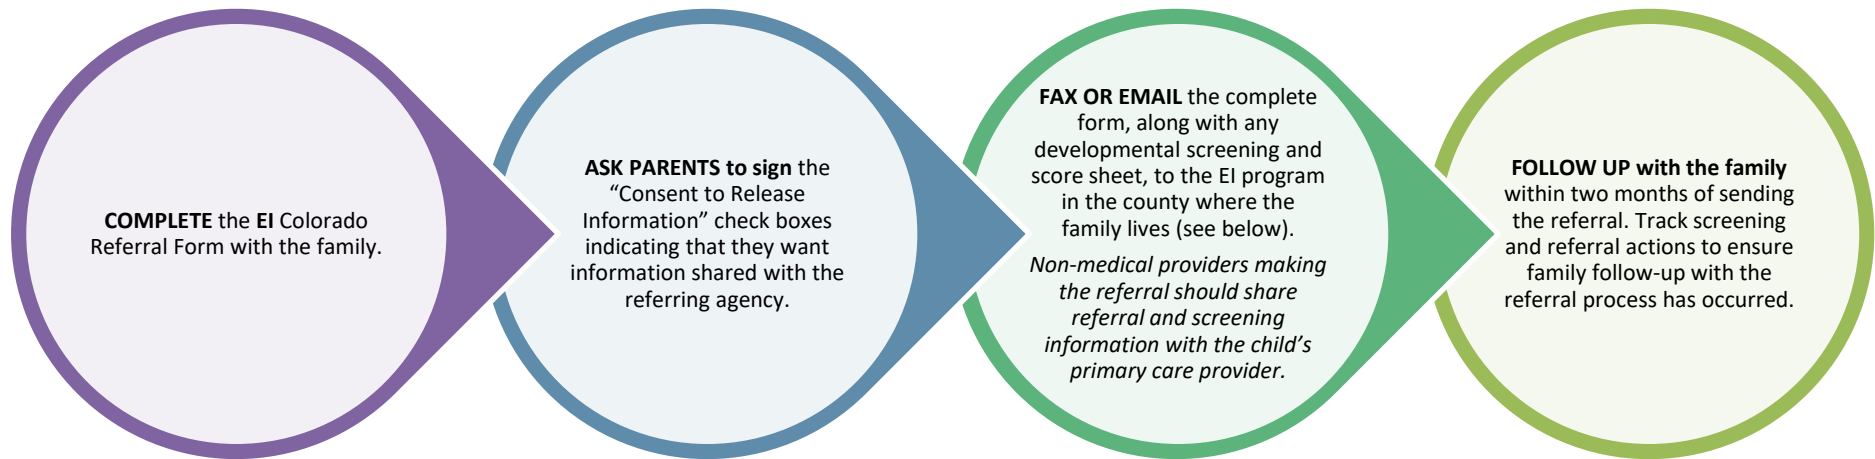 COMPLETE the EI Colorado
Referral Form with the family.
ASK PARENTS to sign the
“Consent to Release
Information” check boxes
indicating that they want
information shared with the
referring agency.
FAX OR EMAIL the complete
form, along with any
developmental screening and
score sheet, to the EI program
in the county where the
family lives (see below).
Non-medical providers making
the referral should share
referral and screening
information with the child’s
primary care provider.
FOLLOW UP with the family
within two months of sending
the referral. Track screening
and referral actions to ensure
family follow-up with the
referral process has occurred.